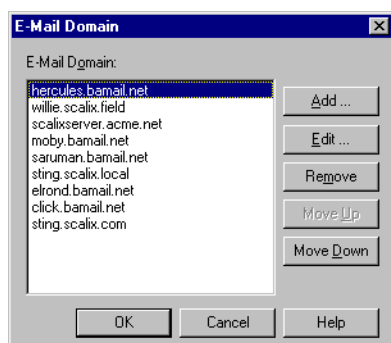 E-Mail Domain
E-Mail Domain:
hercules.bamail.net
willie.scalix.field
scalixserver.acme.net
moby.bamail.net
saruman.bamail.net
sting.scalix.local
elrond.bamail.net
click.bamail.net
sting.scalix.com
Add ...
Edit ...
Remove
Move Up
Move Down
OK Cancel Help